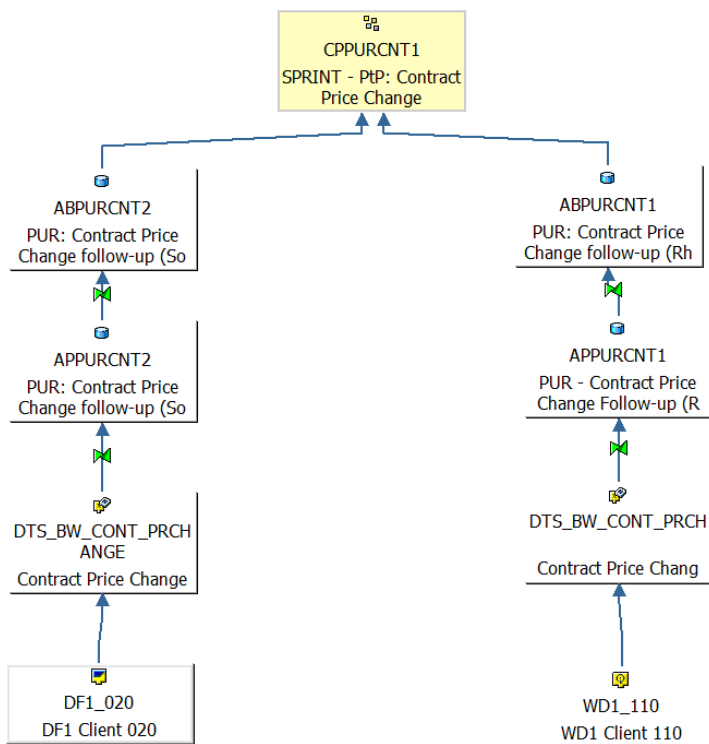 CPPURCNT1
SPRINT - PtP: Contract
Price Change
ABPURCNT2
PUR: Contract Price
Change follow-up (So
ABPURCNT1
PUR: Contract Price
Change follow-up (Rh
APPURCNT2
PUR: Contract Price
Change follow-up (So
APPURCNT1
PUR - Contract Price
Change Follow-up (R
DTS_BW_CONT_PRCH
ANGE
Contract Price Change
DTS_BW_CONT_PRCH
Contract Price Chang
DF1_020
DF1 Client 020
WD1_110
WD1 Client 110